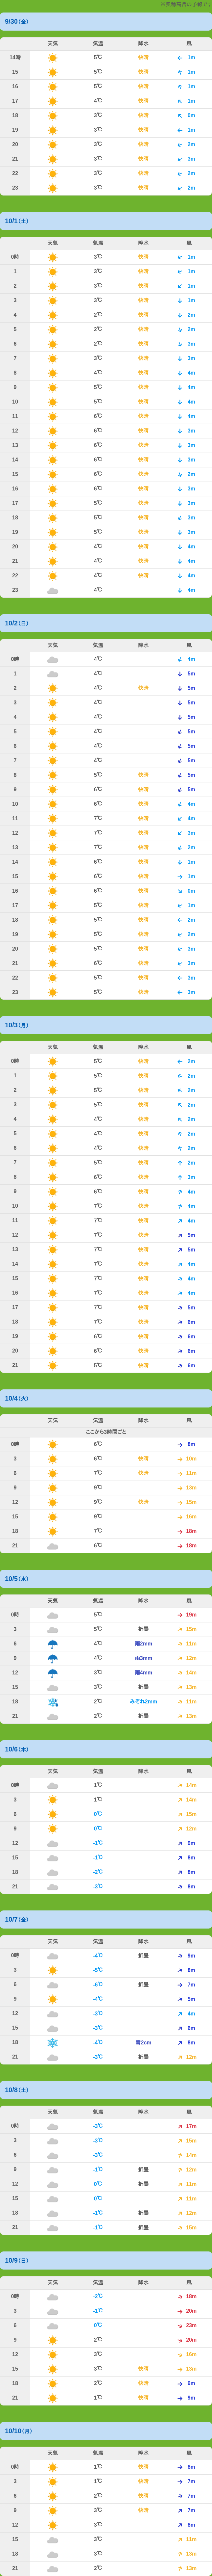 の予報です
9/30(金)
天気 気温 降水 風
14時 5℃ 快晴 1m
15 5℃ 快晴 1m
16 5℃ 快晴 1m
17 4℃ 快晴 1m
18 3℃ 快晴 0m
19 3℃ 快晴 1m
20 3℃ 快晴 2m
21 3℃ 快晴 3m
22 3℃ 快晴 2m
23 3℃ 快晴 2m
10/1(土)
天気 気温 降水 風
0時 3℃ 快晴 1m
1 3℃ 快晴 1m
2 3℃ 快晴 1m
3 3℃ 快晴 1m
4 2℃ 快晴 2m
5 2℃ 快晴 2m
6 2℃ 快晴 3m
7 3℃ 快晴 3m
8 4℃ 快晴 4m
9 5℃ 快晴 4m
10 5℃ 快晴 4m
11 6℃ 快晴 4m
12 6℃ 快晴 3m
13 6℃ 快晴 3m
14 6℃ 快晴 3m
15 6℃ 快晴 2m
16 6℃ 快晴 3m
17 5℃ 快晴 3m
18 5℃ 快晴 3m
19 5℃ 快晴 3m
20 4℃ 快晴 4m
21 4℃ 快晴 4m
22 4℃ 快晴 4m
23 4℃ 4m
10/2(日)
天気 気温 降水 風
0時 4℃ 4m
1 4℃ 5m
2 4℃ 快晴 5m
3 4℃ 5m
4 4℃ 5m
5 4℃ 5m
6 4℃ 5m
7 4℃ 5m
8 5℃ 快晴 5m
9 6℃ 快晴 5m
10 6℃ 快晴 4m
11 7℃ 快晴 4m
12 7℃ 快晴 3m
13 7℃ 快晴 2m
14 6℃ 快晴 1m
15 6℃ 快晴 1m
16 6℃ 快晴 0m
17 5℃ 快晴 1m
18 5℃ 快晴 2m
19 5℃ 快晴 2m
20 5℃ 快晴 3m
21 6℃ 快晴 3m
22 5℃ 快晴 3m
23 5℃ 快晴 3m
10/3(月)
天気 気温 降水 風
0時 5℃ 快晴 2m
1 5℃ 快晴 2m
2 5℃ 快晴 2m
3 5℃ 快晴 2m
4 4℃ 快晴 2m
5 4℃ 快晴 2m
6 4℃ 快晴 2m
7 5℃ 快晴 2m
8 6℃ 快晴 3m
9 6℃ 快晴 4m
10 7℃ 快晴 4m
11 7℃ 快晴 4m
12 7℃ 快晴 5m
13 7℃ 快晴 5m
14 7℃ 快晴 4m
15 7℃ 快晴 4m
16 7℃ 快晴 4m
17 7℃ 快晴 5m
18 7℃ 快晴 6m
19 6℃ 快晴 6m
20 6℃ 快晴 6m
21 5℃ 快晴 6m
10/4(火)
天気 気温 降水 風
ここから3時間ごと
0時 6℃ 8m
3 6℃ 快晴 10m
6 7℃ 快晴 11m
9 9℃ 13m
12 9℃ 快晴 15m
15 9℃ 16m
18 7℃ 18m
21 6℃ 18m
10/5(水)
天気 気温 降水 風
0時 5℃ 19m
3 5℃ 折曇 15m
6 4℃ 雨2mm 11m
9 4℃ 雨3mm 12m
12 3℃ 雨4mm 14m
15 3℃ 折曇 13m
18 2℃ みぞれ2mm 11m
21 2℃ 折曇 13m
10/6(木)
天気 気温 降水 風
0時 1℃ 14m
3 1℃ 14m
6 0℃ 15m
9 0℃ 12m
12 -1℃ 9m
15 -1℃ 8m
18 -2℃ 8m
21 -3℃ 8m
10/7(金)
天気 気温 降水 風
0時 -4℃ 折曇 9m
3 -5℃ 8m
6 -6℃ 折曇 7m
9 -4℃ 5m
12 -3℃ 4m
15 -3℃ 6m
18 -4℃ 雪2cm 8m
21 -3℃ 折曇 12m
10/8(土)
天気 気温 降水 風
0時 -3℃ 17m
3 -3℃ 15m
6 -3℃ 14m
9 -1℃ 折曇 12m
12 0℃ 折曇 11m
15 0℃ 11m
18 -1℃ 折曇 12m
21 -1℃ 折曇 15m
10/9(日)
天気 気温 降水 風
0時 -2℃ 18m
3 -1℃ 20m
6 0℃ 23m
9 2℃ 20m
12 3℃ 16m
15 3℃ 快晴 13m
18 2℃ 快晴 9m
21 1℃ 快晴 9m
10/10(月)
天気 気温 降水 風
0時 1℃ 快晴 8m
3 1℃ 快晴 7m
6 2℃ 快晴 7m
9 3℃ 快晴 7m
12 3℃ 8m
15 3℃ 11m
18 3℃ 13m
21 2℃ 13m